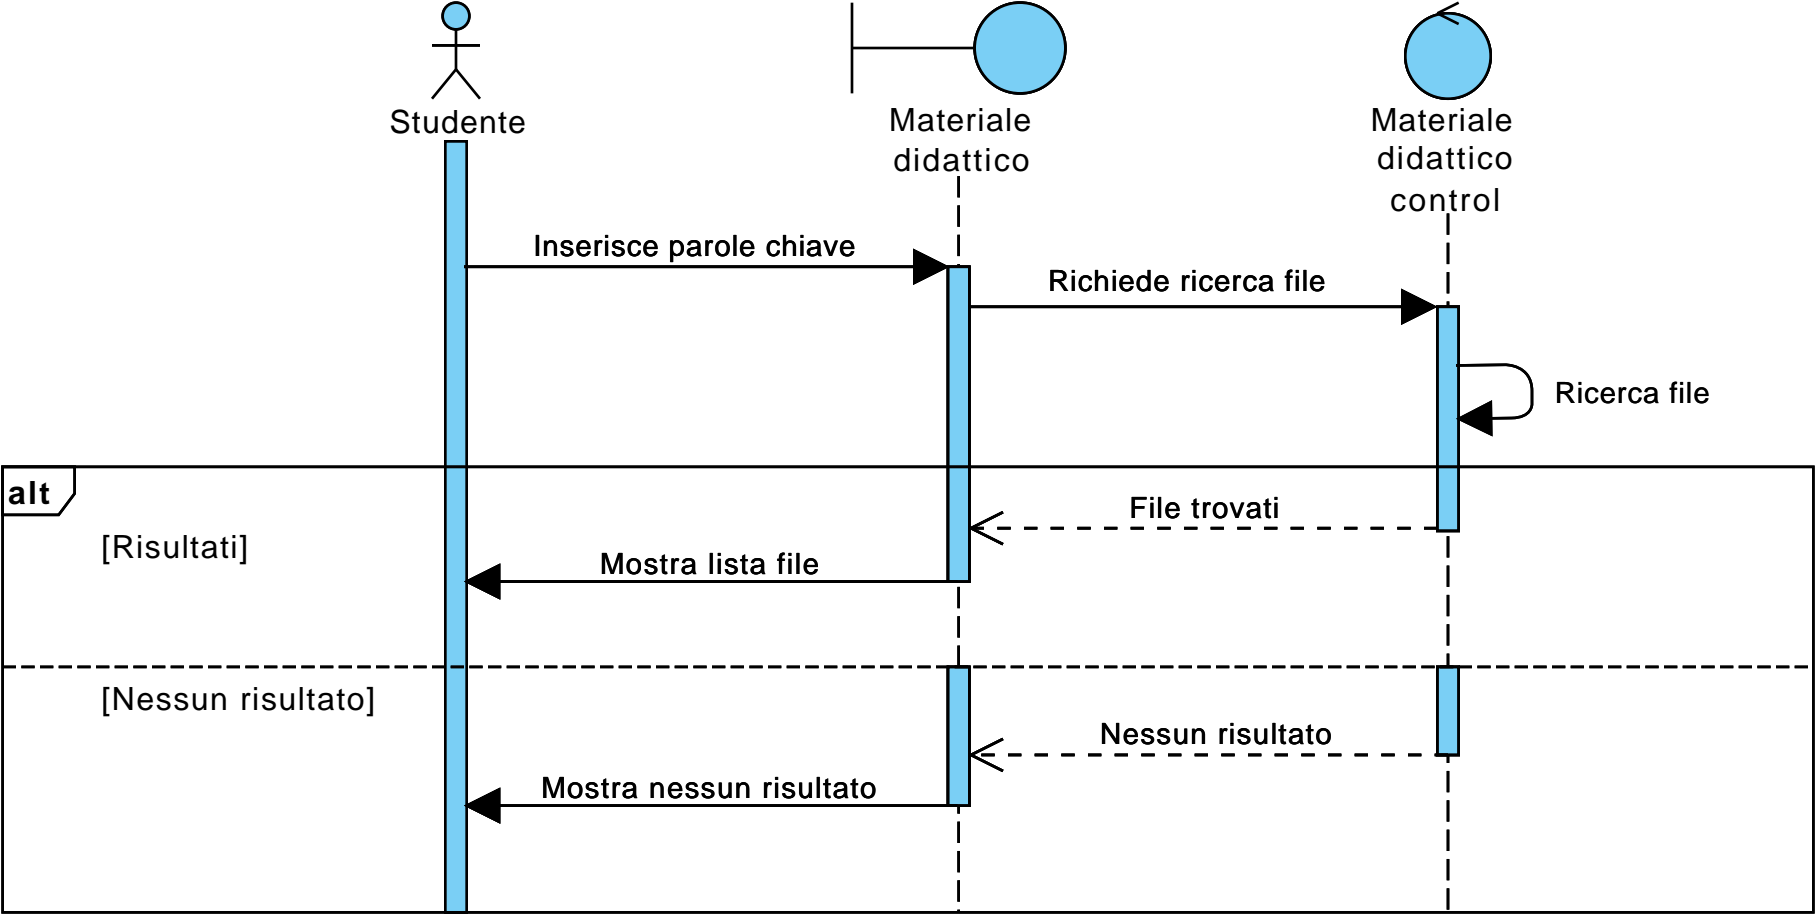 Studente
Materiale
didattico
Materiale
didattico
control
Inserisce parole chiave
Richiede ricerca file
Ricerca file
alt
[Risultati]
File trovati
Mostra lista file
[Nessun risultato]
Nessun risultato
Mostra nessun risultato